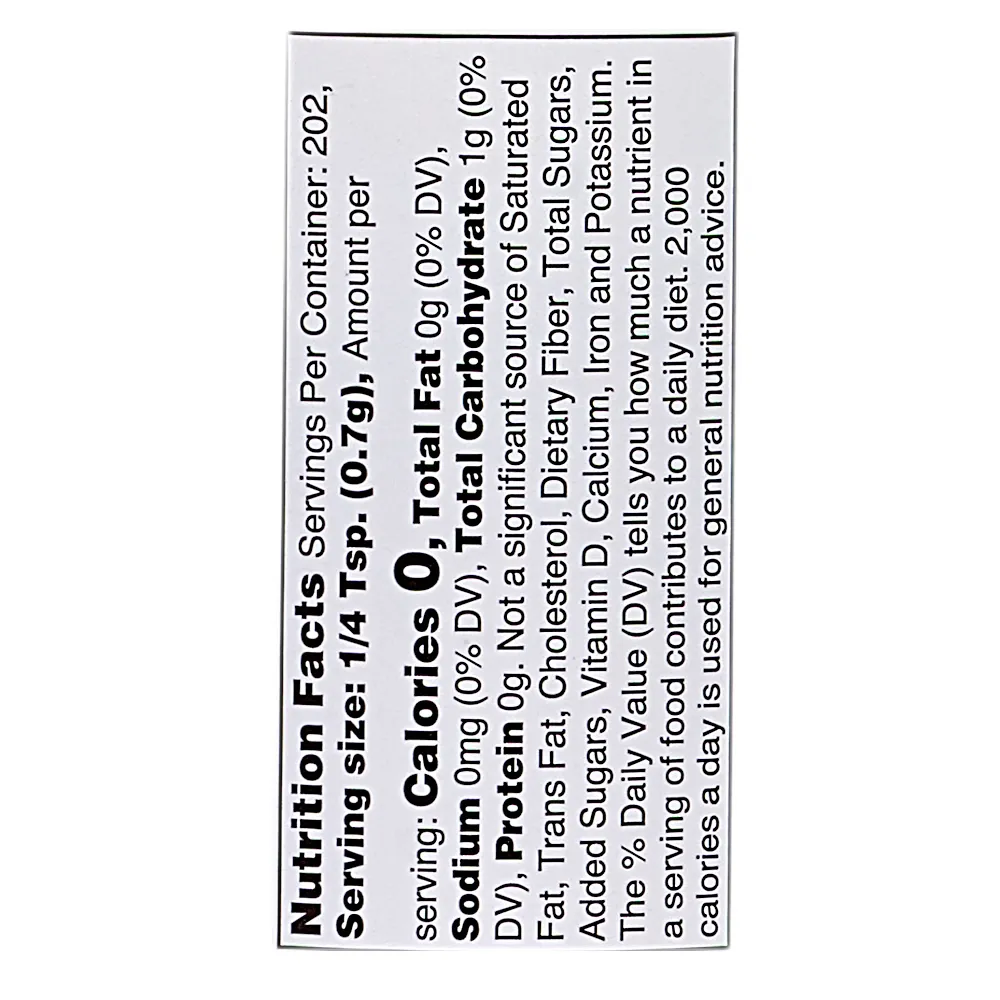 Nutrition Facts Servings Per Container: 202,
Serving size: 1/4 Tsp. (0.7g), Amount per
serving: Calories 0, Total Fat 0g (0% DV),
Sodium 0mg (0% DV), Total Carbohydrate 1g (0%
DV), Protein 0g. Not a significant source of Saturated
Fat, Trans Fat, Cholesterol, Dietary Fiber, Total Sugars,
Added Sugars, Vitamin D, Calcium, Iron and Potassium.
The % Daily Value (DV) tells you how much a nutrient in
a serving of food contributes to a daily diet. 2,000
calories a day is used for general nutrition advice.